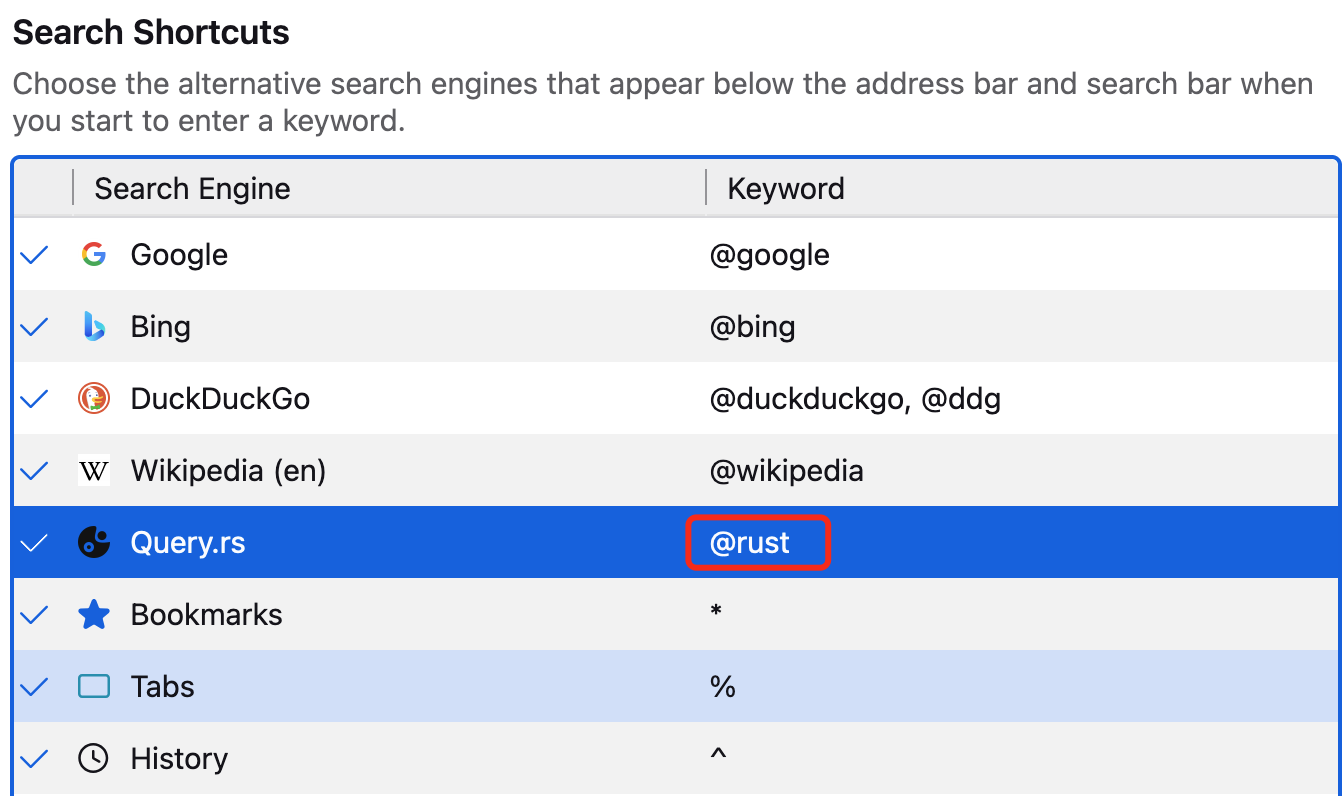 Search Shortcuts
Choose the alternative search engines that appear below the address bar and search bar when
you start to enter a keyword.
Search Engine Keyword
Google @google
Bing @bing
DuckDuckGo @duckduckgo, @ddg
W Wikipedia (en) @wikipedia
Query.rs @rust
Bookmarks *
Tabs %
History ^